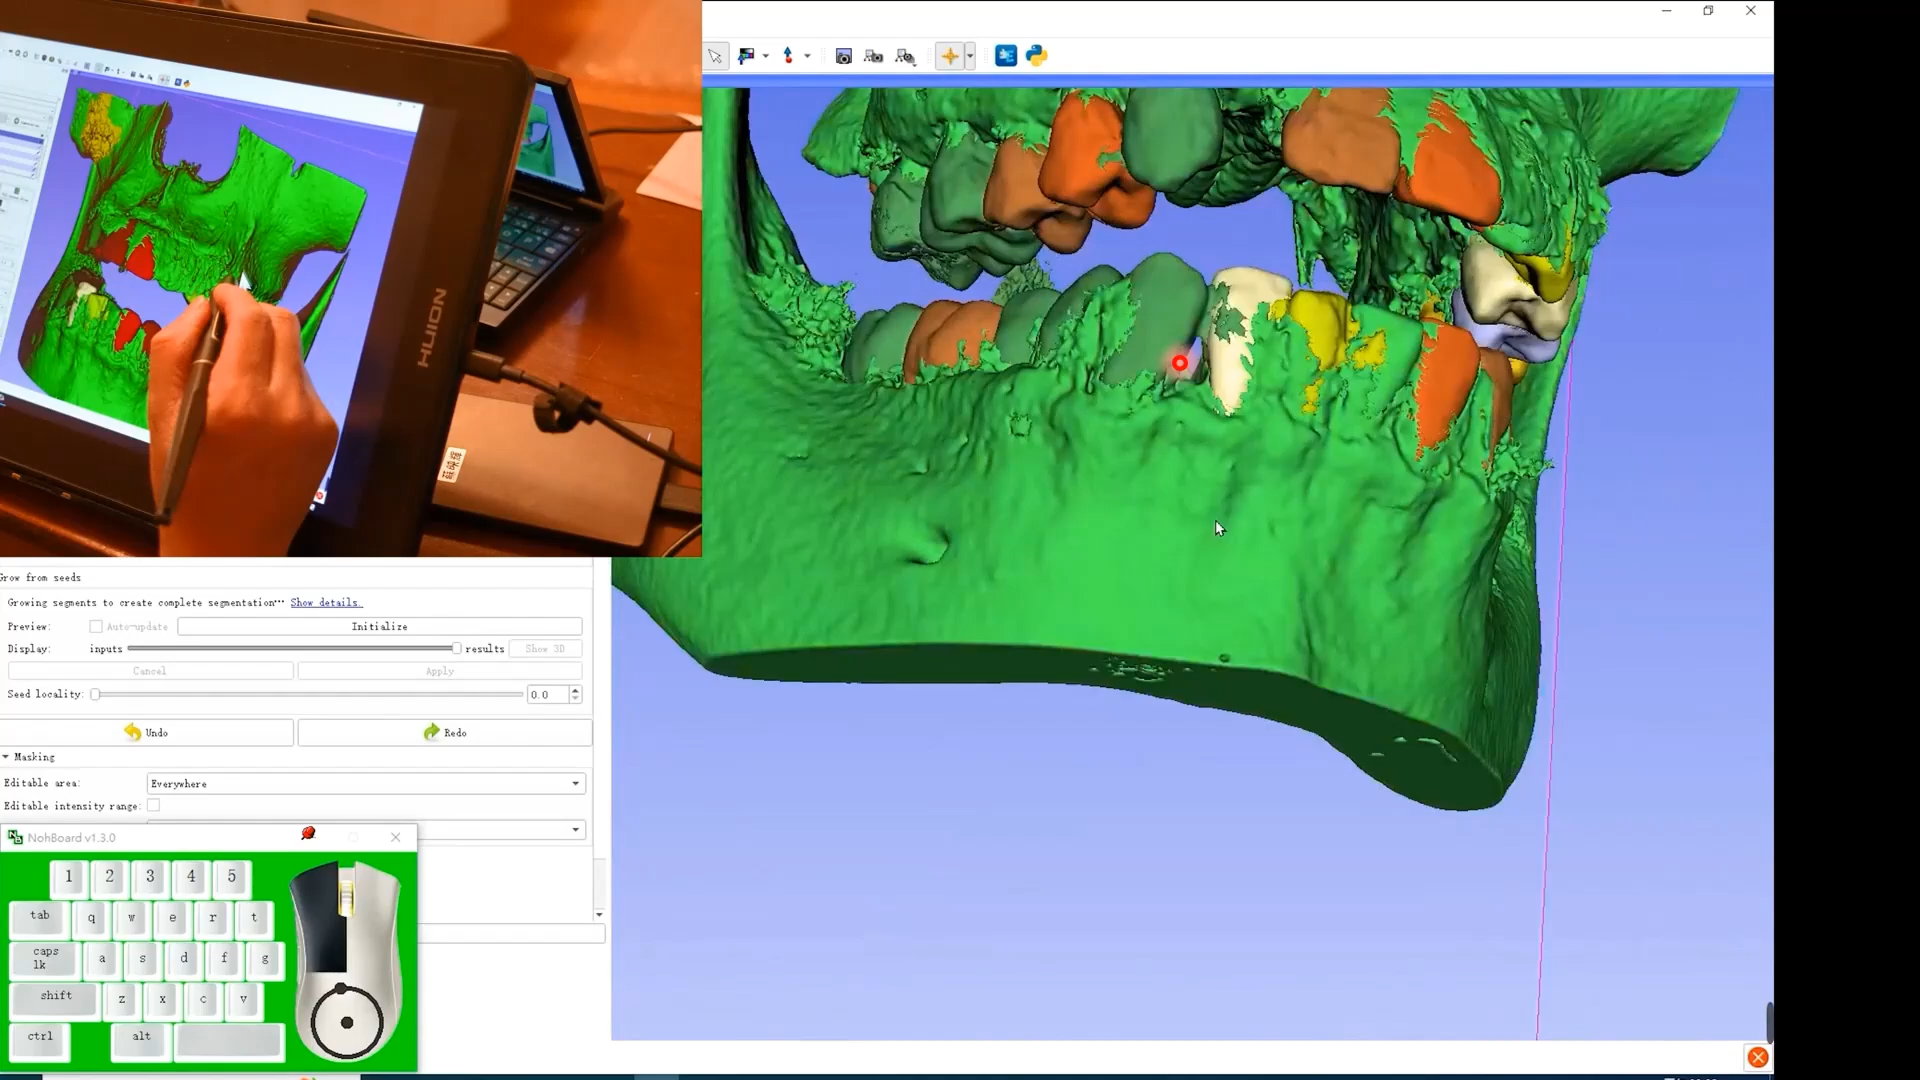 HUION
Grow from seeds
Growing segments to create complete segmentation... Show details.
Preview: Auto-update Initialize
Display: inputs results Show 3D
Cancel Apply
Seed locality: 0.0
Undo Redo
Masking
Editable area: Everywhere
Editable intensity range:
NohBoard v1.3.0
1 2 3 4 5
tab q w e r t
caps lk a s d f g
shift z x c v
ctrl alt